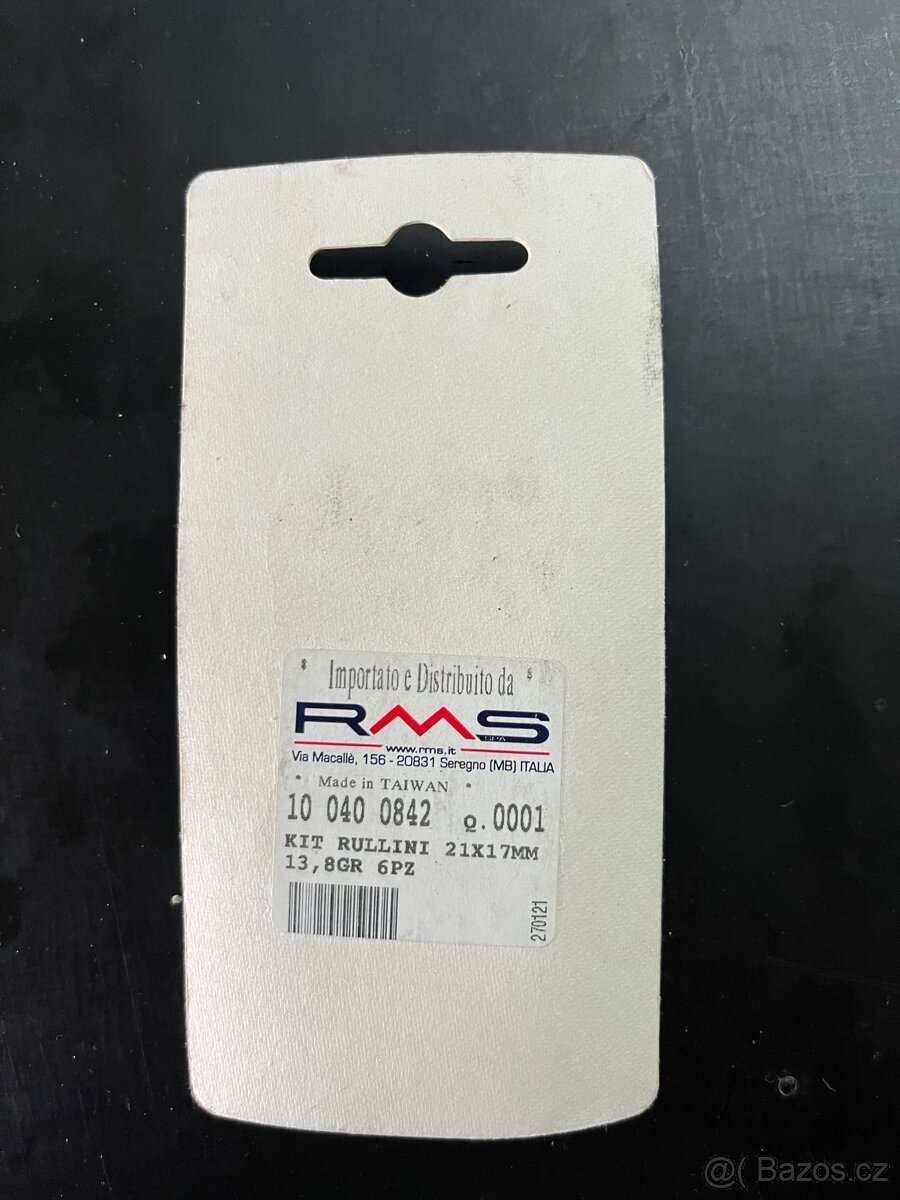 Importato e Distribuito da
RMS
SPA
www.rms.it
Via Macallè, 156 - 20831 Seregno (MB) ITALIA
* Made in TAIWAN *
10 040 0842 Q.0001
KIT RULLINI 21X17MM
13,8GR 6PZ
270121
@( Bazos.cz